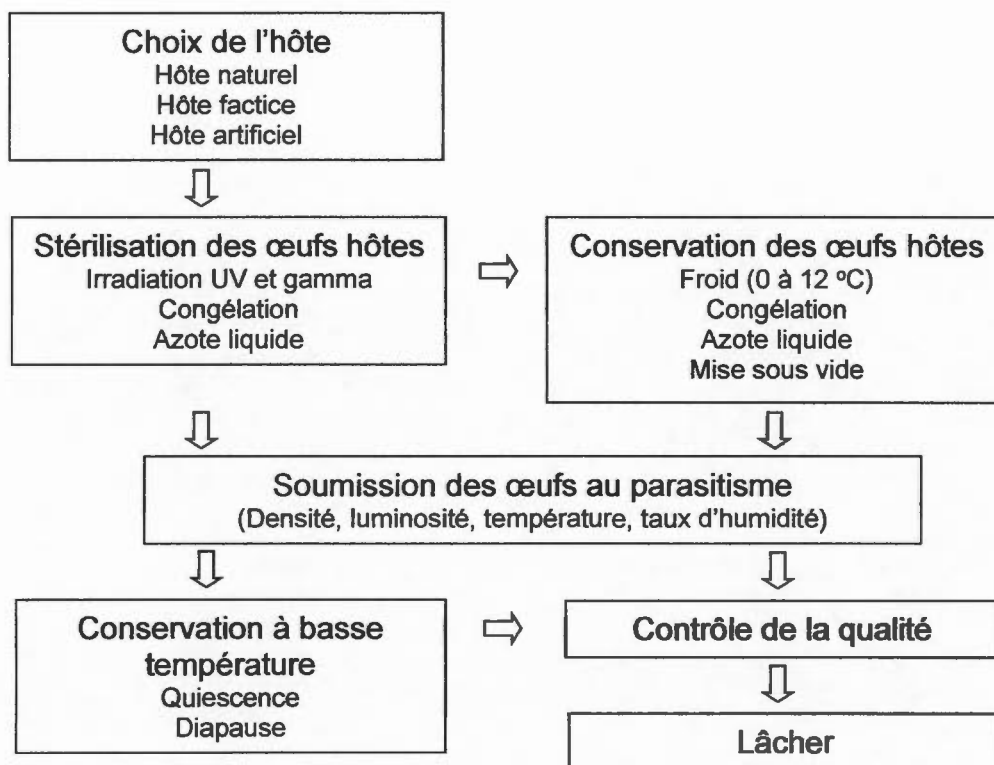 Choix de l'hôte
Hôte naturel
Hôte factice
Hôte artificiel
Stérilisation des œufs hôtes
Irradiation UV et gamma
Congélation
Azote liquide
Conservation des œufs hôtes
Froid (0 à 12 ºC)
Congélation
Azote liquide
Mise sous vide
Soumission des œufs au parasitisme
(Densité, luminosité, température, taux d'humidité)
Conservation à basse
température
Quiescence
Diapause
Contrôle de la qualité
Lâcher